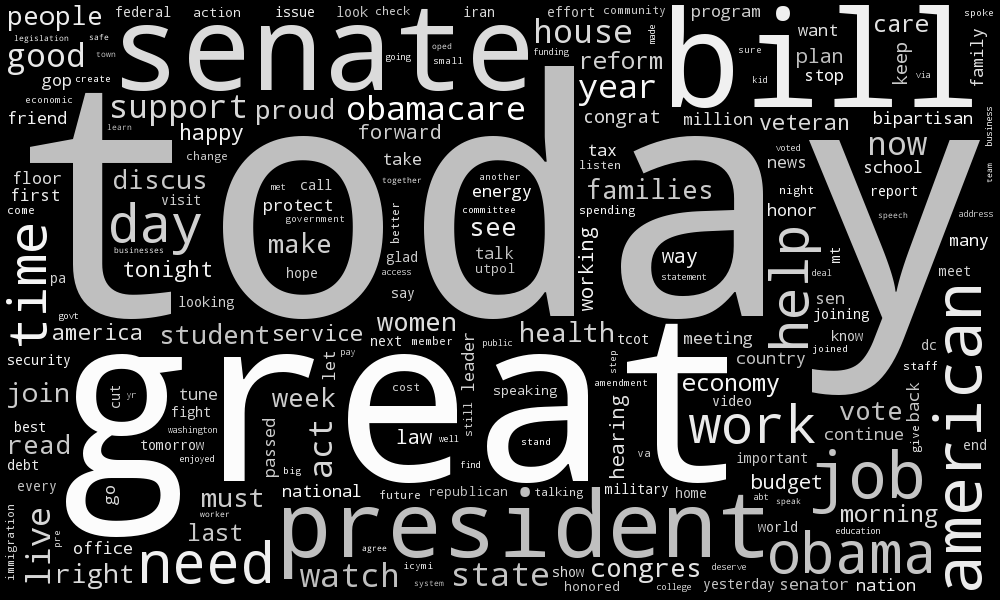 people
federal
action
issue
look
check
iran
effort
community
program
care
spoke
legislation
safe
town
good
senate
going
oped
small
house
made
bill
want
sure
plan
stop
keep
via
family
gop
create
kid
reform
funding
year
economic
support
proud
obamacare
friend
learn
happy
forward
congrat
million
veteran
bipartisan
business
change
take
tax
listen
voted
news
now
school
team
today
floor
first
come
discus
visit
day
businesses
met
call
protect
government
make
hope
together
better
another
energy
committee
see
talk
utpol
families
spending
night
honor
report
speech
address
many
time
tonight
pa
glad
access
say
working
way
statement
help
mt
deal
meet
looking
govt
america
student
service
women
next
member
public
health
tcot
meeting
sen
joining
know
joined
dc
staff
american
security
great
let
pay
still
leader
step
country
join
cut
yr
tune
fight
week
cost
speaking
amendment
economy
video
best
read
debt
washington
tomorrow
enjoyed
passed
act
law
well
stand
hearing
work
vote
continue
give
back
end
find
big
va
important
every
go
must
national
future
republican
talking
military
home
budget
abt
speak
job
morning
immigration
live
pre
worker
last
president
world
education
office
right
need
agree
obama
watch
icymi
system
state
show
honored
congres
college
deserve
yesterday
senator
nation